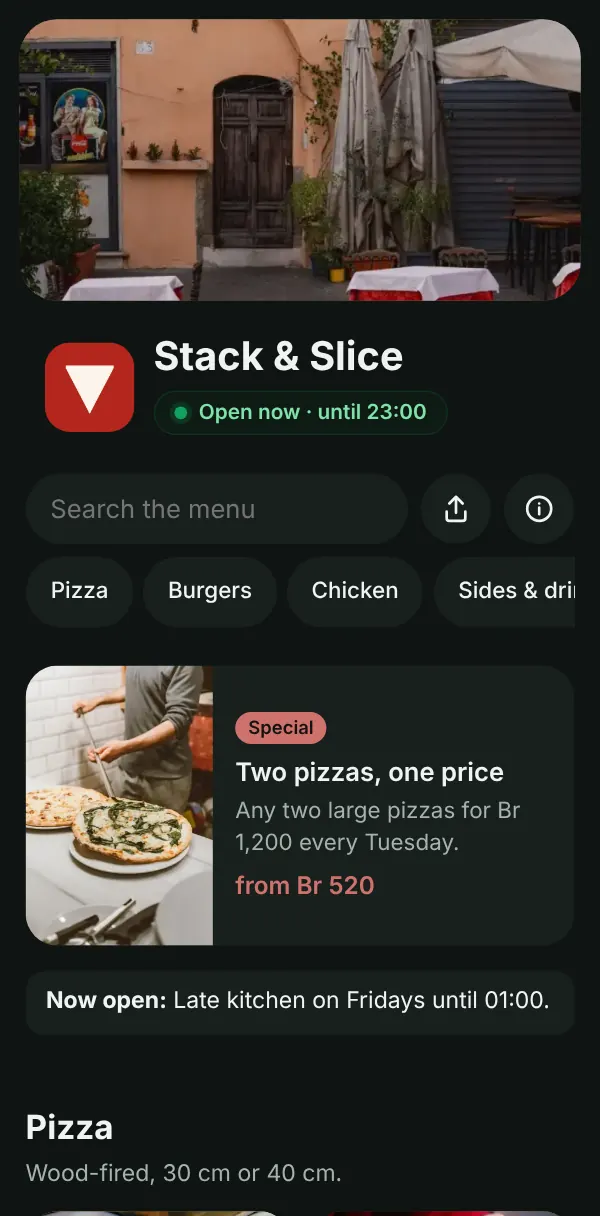 Stack & Slice
Open now · until 23:00
Search the menu
Pizza
Burgers
Chicken
Sides & dri
Special
Two pizzas, one price
Any two large pizzas for Br
1,200 every Tuesday.
from Br 520
Now open: Late kitchen on Fridays until 01:00.
Pizza
Wood-fired, 30 cm or 40 cm.